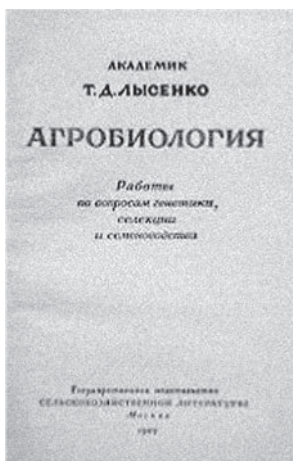 АКАДЕМИК
Т. Д. ЛЫСЕНКО
АГРОБИОЛОГИЯ
Работы
по вопросам генетики,
селекции
и семеноводства
Государственное издательство
СЕЛЬСКОХОЗЯЙСТВЕННОЙ ЛИТЕРАТУРЫ
Москва